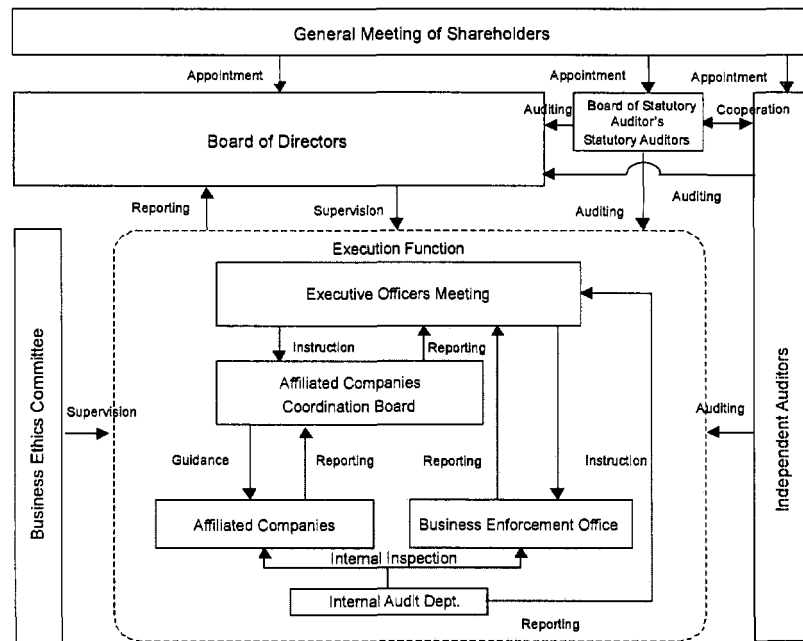 General Meeting of Shareholders
Appointment
Appointment
Appointment
Board of Directors
Auditing
Board of Statutory
Auditor's
Statutory Auditors
Cooperation
Reporting
Supervision
Auditing
Auditing
Business Ethics Committee
Supervision
Execution Function
Executive Officers Meeting
Instruction
Reporting
Affiliated Companies
Coordination Board
Guidance
Reporting
Reporting
Instruction
Auditing
Independent Auditors
Affiliated Companies
Business Enforcement Office
Internal Inspection
Internal Audit Dept.
Reporting